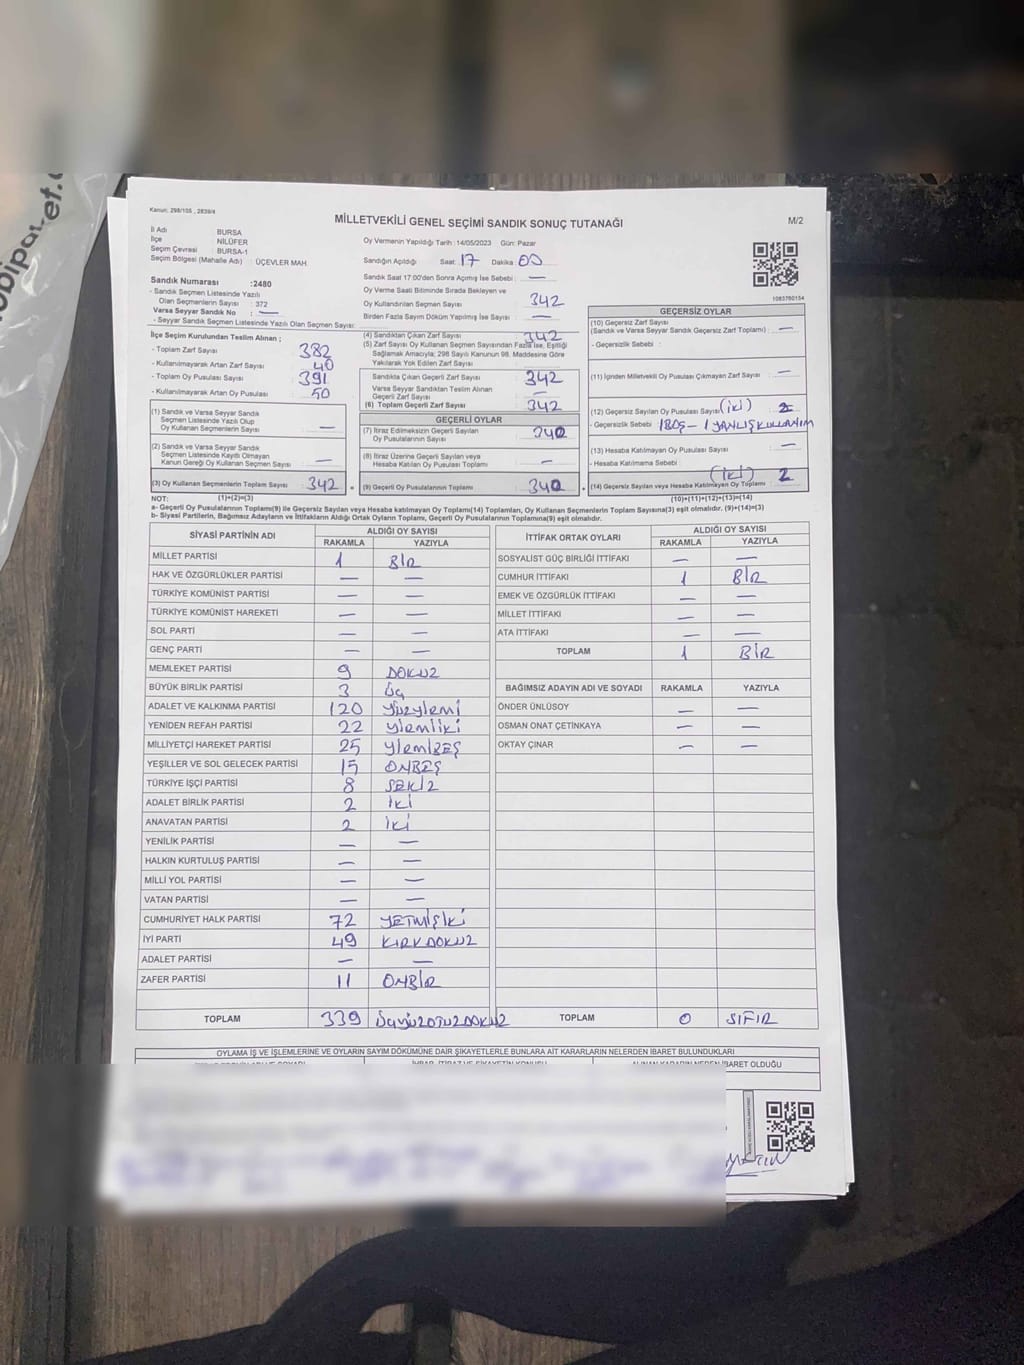 Kanun: 298/105 , 2839/4
MİLLETVEKİLİ GENEL SEÇİMİ SANDIK SONUÇ TUTANAĞI
M/2
İl Adı BURSA
İlçe NİLÜFER
Seçim Çevresi BURSA-1
Seçim Bölgesi (Mahalle Adı) : ÜÇEVLER MAH
Sandık Numarası :2480
- Sandık Seçmen Listesinde Yazılı
Olan Seçmenlerin Sayısı : 372
Varsa Seyyar Sandık No : —
- Seyyar Sandık Seçmen Listesinde Yazılı Olan Seçmen Sayısı:
İlçe Seçim Kurulundan Teslim Alınan ;
- Toplam Zarf Sayısı 382
- Kullanılmayarak Artan Zarf Sayısı 40
- Toplam Oy Pusulası Sayısı 391
- Kullanılmayarak Artan Oy Pusulası Sayısı 50
(1) Sandık ve Varsa Seyyar Sandık
Seçmen Listesinde Yazılı Olup
Oy Kullanan Seçmenlerin Sayısı —
(2) Sandık ve Varsa Seyyar Sandık
Seçmen Listesinde Kayıtlı Olmayan
Kanun Gereği Oy Kullanan Seçmen Sayısı —
(3) Oy Kullanan Seçmenlerin Toplam Sayısı 342 =
Oy Vermenin Yapıldığı Tarih :14/05/2023 Gün: Pazar
Sandığın Açıldığı Saat: 17 Dakika: 00
Sandık Saat 17.00'den Sonra Açımış İse Sebebi : —
Oy Verme Saati Bitiminde Sırada Bekleyen ve
Oy Kullandırılan Seçmen Sayısı 342
Birden Fazla Sayım Döküm Yapılmış İse Sayısı : —
(4) Sandıktan Çıkan Zarf Sayısı 342
(5) Zarf Sayısı Oy Kullanan Seçmen Sayısından Fazla İse, Eşitliği
Sağlamak Amacıyla; 298 Sayılı Kanunun 98. Maddesine Göre
Yakılarak Yok Edilen Zarf Sayısı
Sandıkla Çıkan Geçerli Zarf Sayısı 342
Varsa Seyyar Sandıktan Teslim Alınan
Geçerli Zarf Sayısı —
(6) Toplam Geçerli Zarf Sayısı 342
GEÇERLİ OYLAR
(7) İtiraz Edilmeksizin Geçerli Sayılan
Oy Pusulalarının Sayısı 340
(8) İtiraz Üzerine Geçerli Sayılan veya
Hesaba Katılan Oy Pusulası Toplamı —
(9) Geçerli Oy Pusulalarının Toplamı 340 +
1083760154
GEÇERSİZ OYLAR
(10) Geçersiz Zarf Sayısı
(Sandık ve Varsa Seyyar Sandık Geçersiz Zarf Toplamı) : —
- Geçersizlik Sebebi :
(11) İçinden Milletvekil Oy Pusulası Çıkmayan Zarf Sayısı : —
(12) Geçersiz Sayılan Oy Pusulası Sayısı (iki) 2
- Geçersizlik Sebebi 1BOŞ- 1 YANLIŞ KULLANIM
(13) Hesaba Katılmayan Oy Pusulası Sayısı —
- Hesaba Katılmama Sebebi :
(14) Geçersiz Sayılan veya Hesaba Katılmayan Oy Toplamı : (iki) 2
NOT: (1)+(2)=(3) (10)+(11)+(12)+(13)=(14)
a- Geçerli Oy Pusulalarının Toplamı(9) ile Geçersiz Sayılan veya Hesaba Katılmayan Oy Toplamı(14) Toplamları, Oy Kullanan Seçmenlerin Toplam Sayısına(3) eşit olmalıdır. (9)+(14)=(3)
b- Siyasi Partilerin, Bağımsız Adayların ve İttifakların Aldığı Ortak Oyların Toplamı, Geçerli Oy Pusulalarının Toplamına(9) eşit olmalıdır.
SİYASİ PARTİNİN ADI ALDIĞI OY SAYISI
RAKAMLA YAZIYLA
MİLLET PARTİSİ 1 BİR
HAK VE ÖZGÜRLÜKLER PARTİSİ — —
TÜRKİYE KOMÜNİST PARTİSİ — —
TÜRKİYE KOMÜNİST HAREKETİ — —
SOL PARTİ — —
GENÇ PARTİ — —
MEMLEKET PARTİSİ 9 DOKUZ
BÜYÜK BİRLİK PARTİSİ 3 üç
ADALET VE KALKINMA PARTİSİ 120 yüzyİrmi
YENİDEN REFAH PARTİSİ 22 yİrmİİki
MİLLİYETÇİ HAREKET PARTİSİ 25 yİrmİBEŞ
YEŞİLLER VE SOL GELECEK PARTİSİ 15 ONBEŞ
TÜRKİYE İŞÇİ PARTİSİ 8 SEKİZ
ADALET BİRLİK PARTİSİ 2 iki
ANAVATAN PARTİSİ 2 iki
YENİLİK PARTİSİ — —
HALKIN KURTULUŞ PARTİSİ — —
MİLLİ YOL PARTİSİ — —
VATAN PARTİSİ — —
CUMHURİYET HALK PARTİSİ 72 YETMİŞİKİ
İYİ PARTİ 49 KIRKDOKUZ
ADALET PARTİSİ — —
ZAFER PARTİSİ 11 ONBİR
TOPLAM 339 üçyüzOTUZDOKUZ
İTTİFAK ORTAK OYLARI ALDIĞI OY SAYISI
RAKAMLA YAZIYLA
SOSYALİST GÜÇ BİRLİĞİ İTTİFAKI — —
CUMHUR İTTİFAKI 1 BİR
EMEK VE ÖZGÜRLÜK İTTİFAKI — —
MİLLET İTTİFAKI — —
ATA İTTİFAKI — —
TOPLAM 1 BİR
BAĞIMSIZ ADAYIN ADI VE SOYADI RAKAMLA YAZIYLA
ÖNDER ÜNLÜSOY — —
OSMAN ONAT ÇETİNKAYA — —
OKTAY ÇINAR — —
TOPLAM 0 SIFIR
OYLAMA İŞ VE İŞLEMLERİNE VE OYLARIN SAYIM DÖKÜMÜNE DAİR ŞİKAYETLERLE BUNLARA AİT KARARLARIN NELERDEN İBARET BULUNDUKLARI